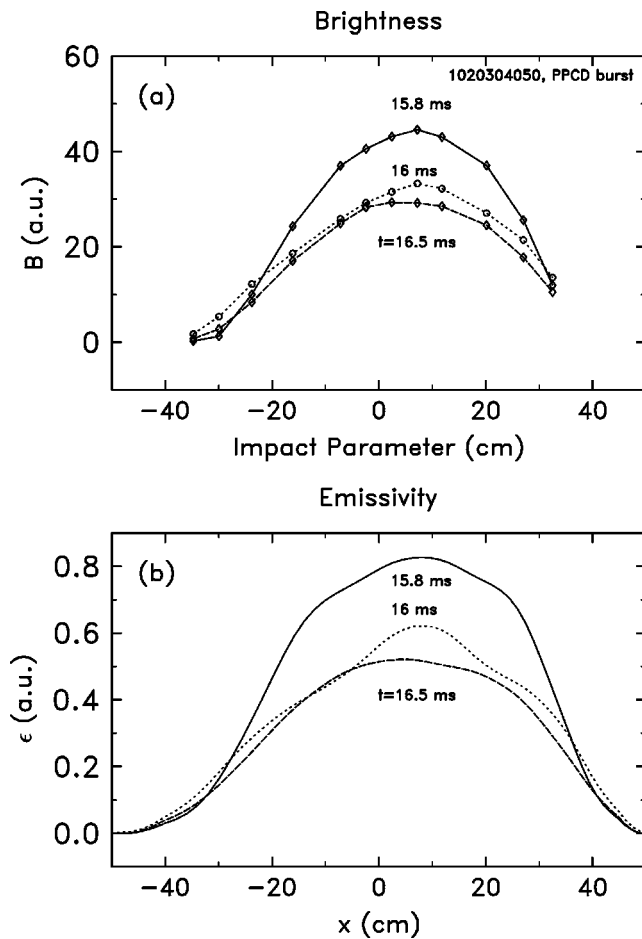 Brightness
60
(a)
1020304050, PPCD burst
15.8 ms
40
16 ms
B (a.u.)
20
t=16.5 ms
0
−40 −20 0 20 40
Impact Parameter (cm)
Emissivity
(b)
0.8
15.8 ms
16 ms
0.6
ϵ (a.u.)
t=16.5 ms
0.4
0.2
0.0
−40 −20 0 20 40
x (cm)